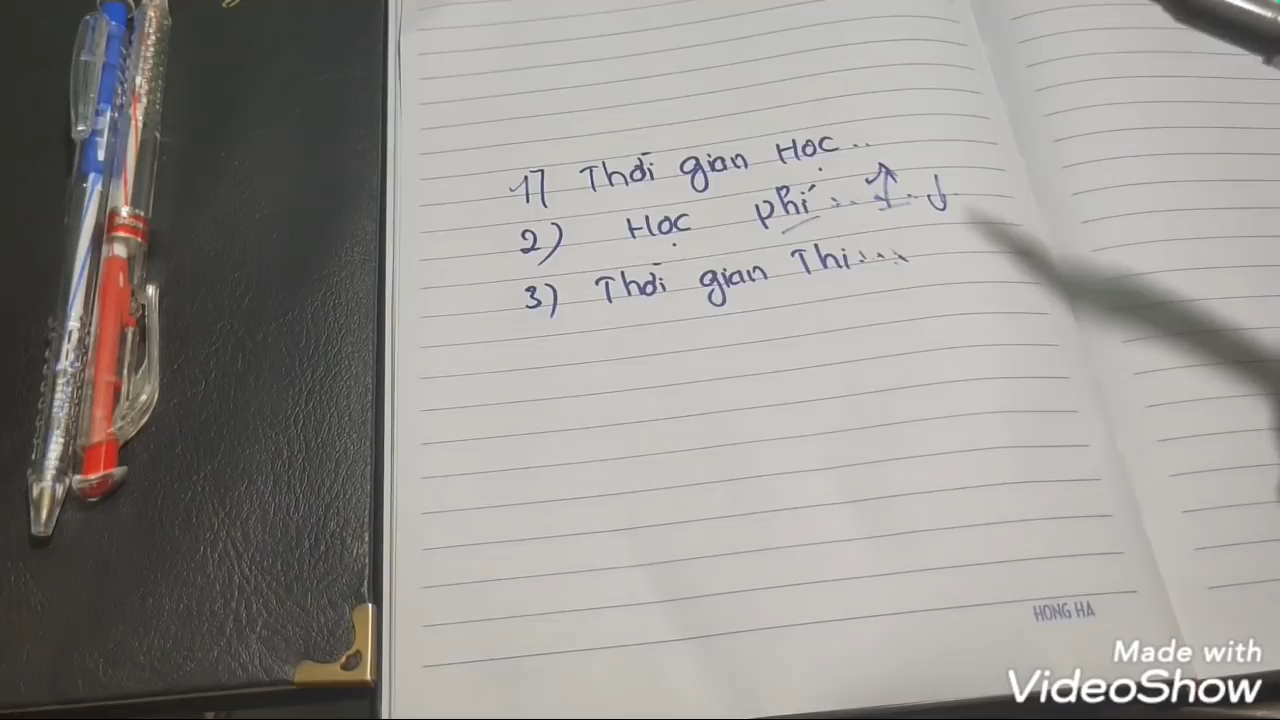 1) Thời gian Học..
2) Học phí... ↑.↓
3) Thời gian Thi....
HONG HA
Made with
VideoShow